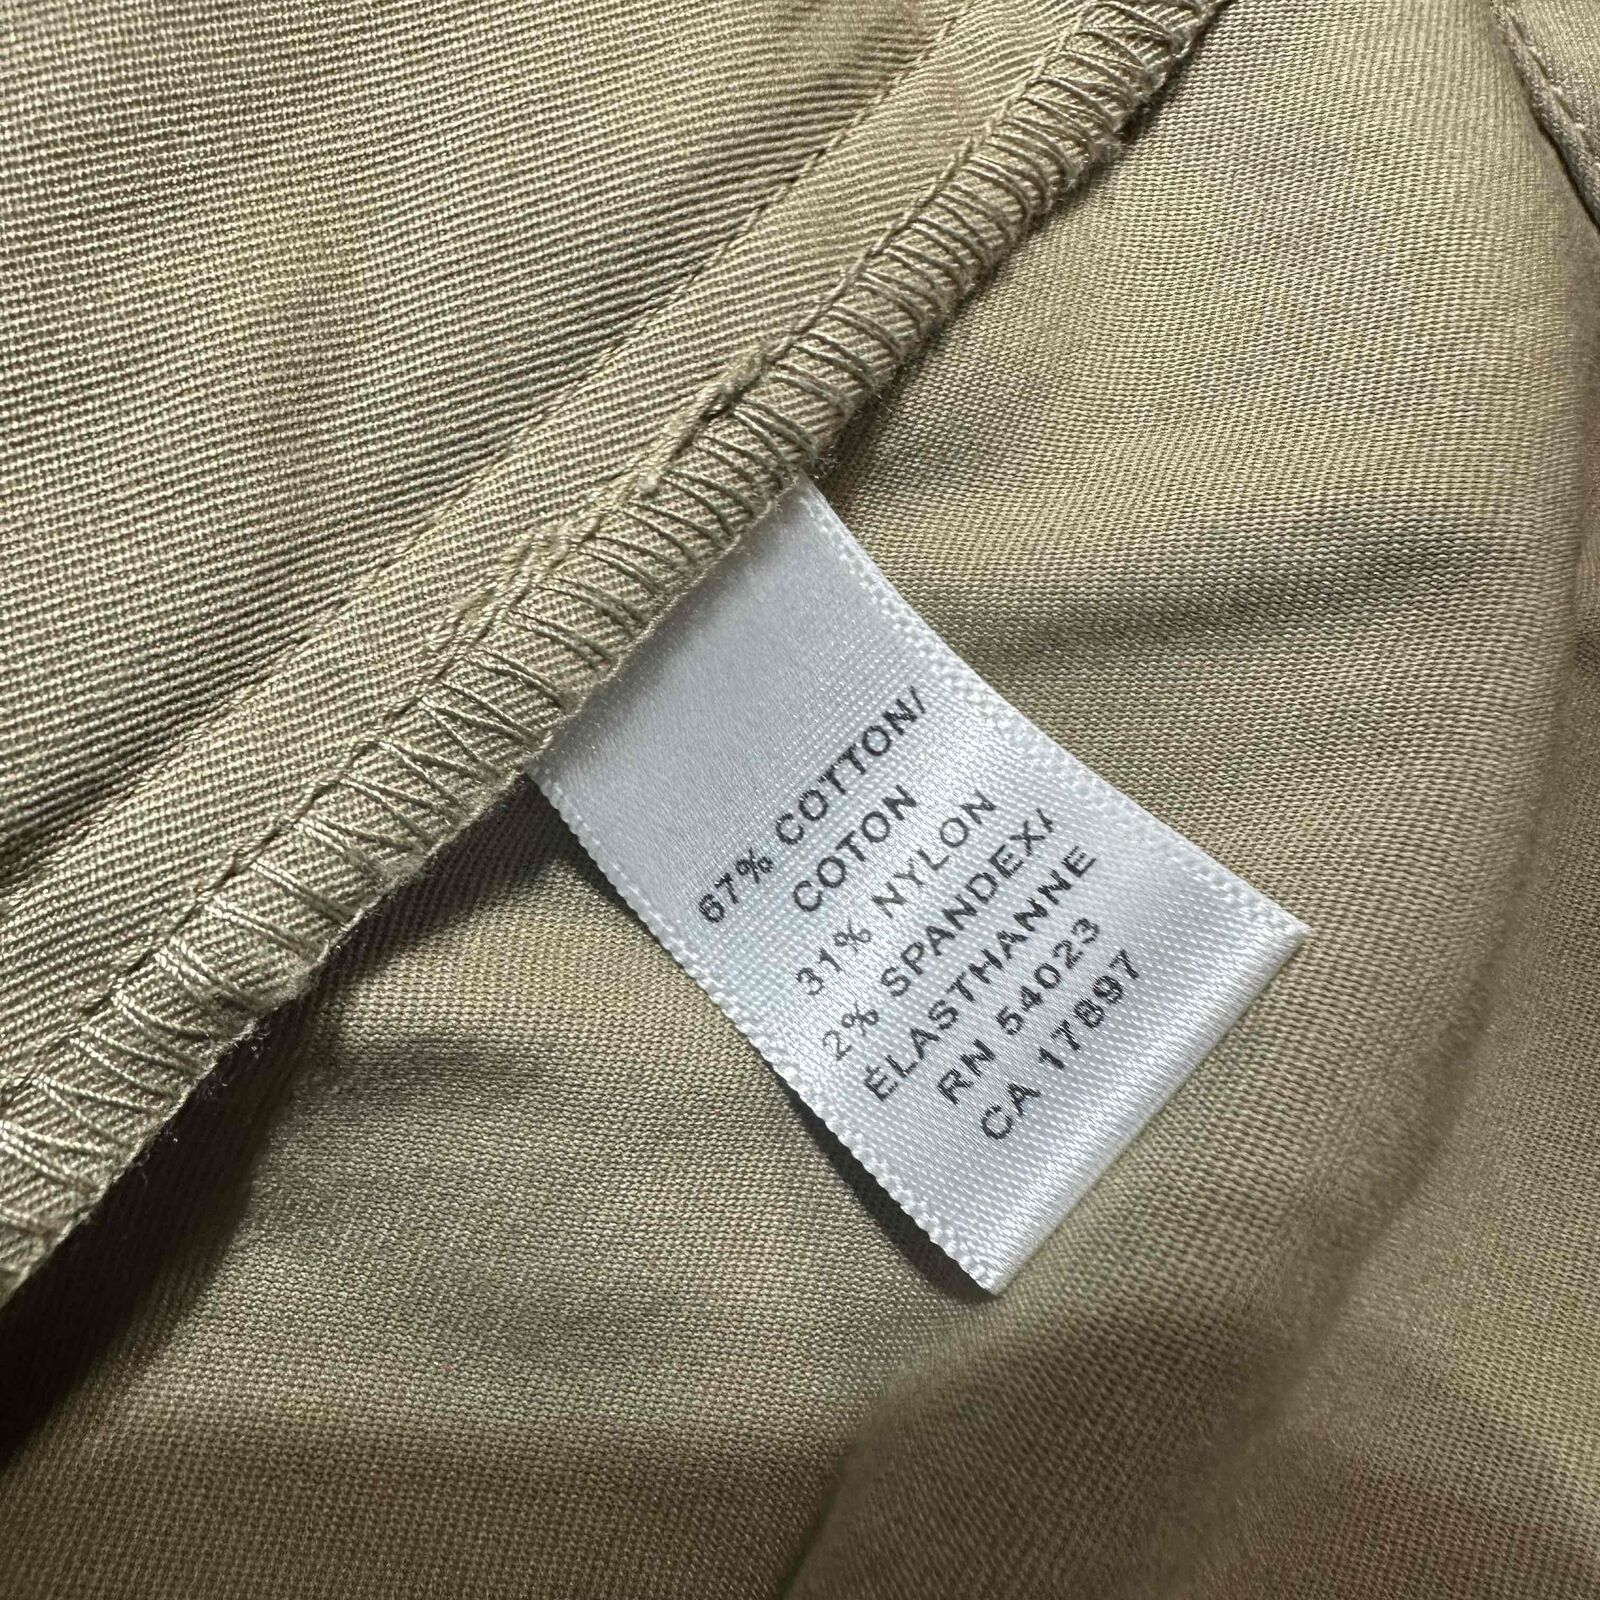 67% COTTON/
COTON
31% NYLON
2% SPANDEX/
ÉLASTHANNE
RN 54023
CA 17897